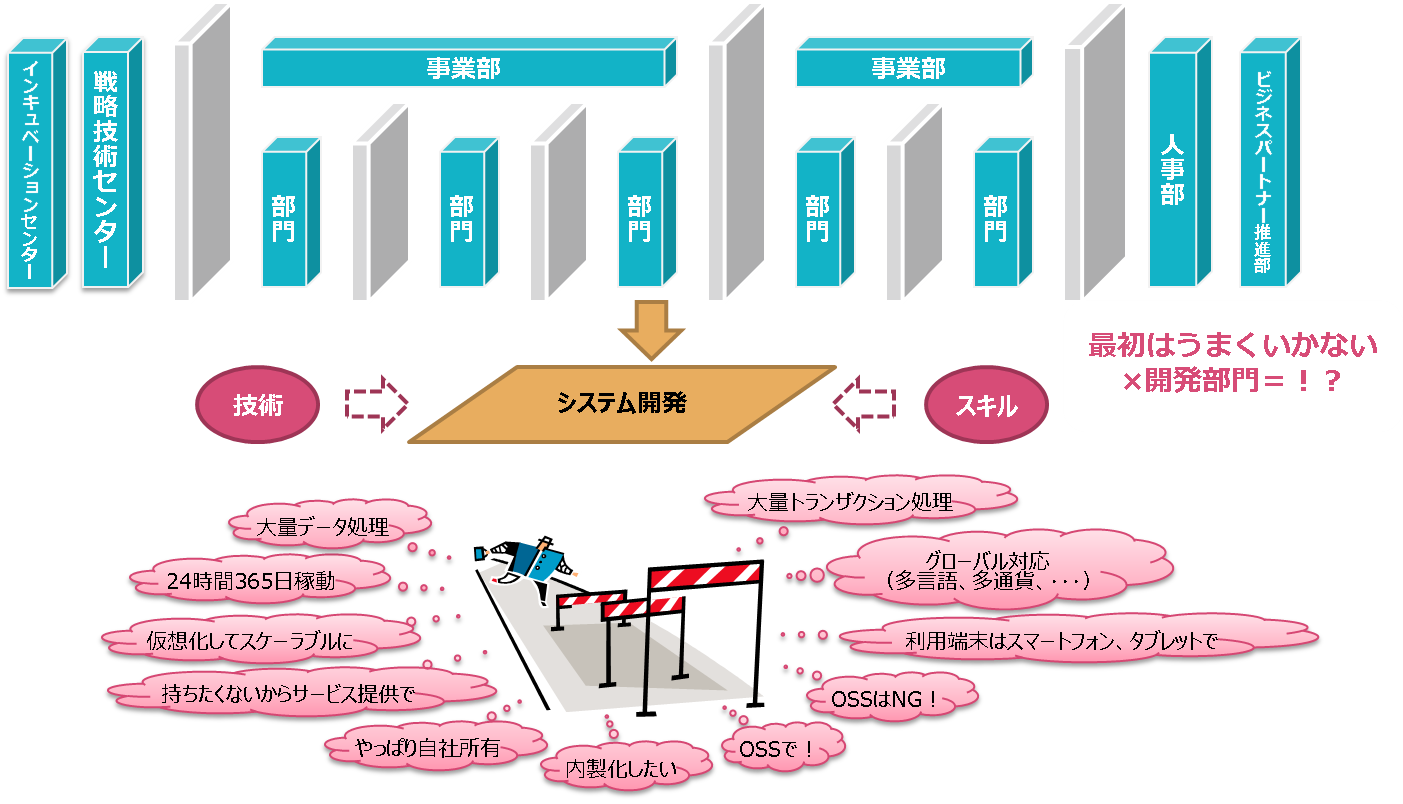 インキュベーションセンター
戦略技術センター
事業部
部門
部門
部門
事業部
部門
部門
人事部
ビジネスパートナー推進部
技術
システム開発
スキル
最初はうまくいかない
×開発部門＝！？
大量データ処理
24時間365日稼動
仮想化してスケーラブルに
持ちたくないからサービス提供で
やっぱり自社所有
内製化したい
大量トランザクション処理
グローバル対応
（多言語、多通貨、・・・）
利用端末はスマートフォン、タブレットで
OSSはNG！
OSSで！